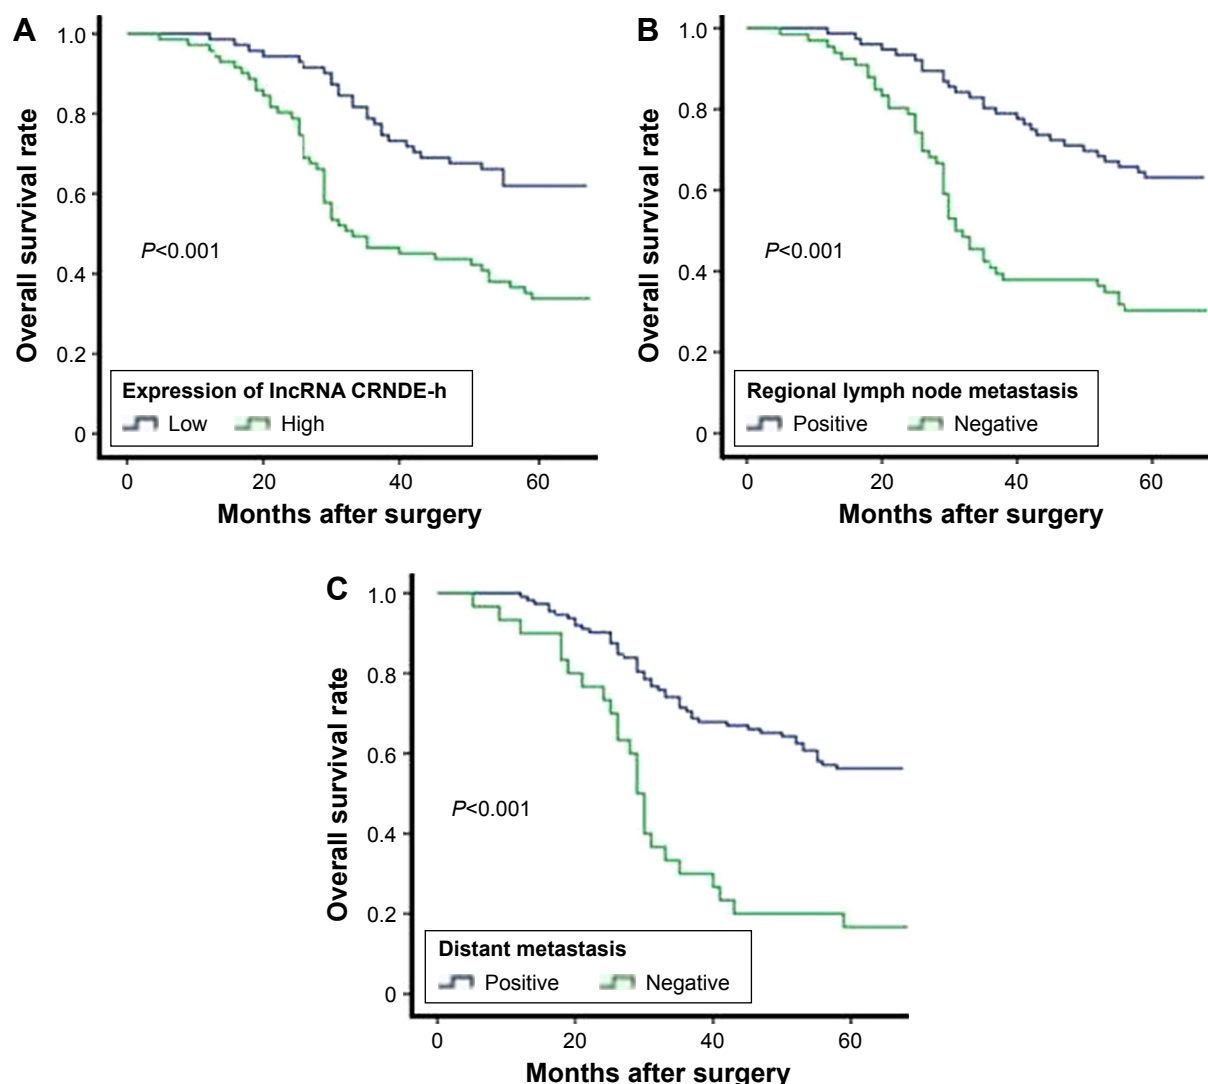 A
Overall survival rate
1.0
0.8
0.6
0.4
0.2
0
P<0.001
Expression of lncRNA CRNDE-h
Low High
0 20 40 60
Months after surgery
B
Overall survival rate
1.0
0.8
0.6
0.4
0.2
0
P<0.001
Regional lymph node metastasis
Positive Negative
0 20 40 60
Months after surgery
C
Overall survival rate
1.0
0.8
0.6
0.4
0.2
0
P<0.001
Distant metastasis
Positive Negative
0 20 40 60
Months after surgery